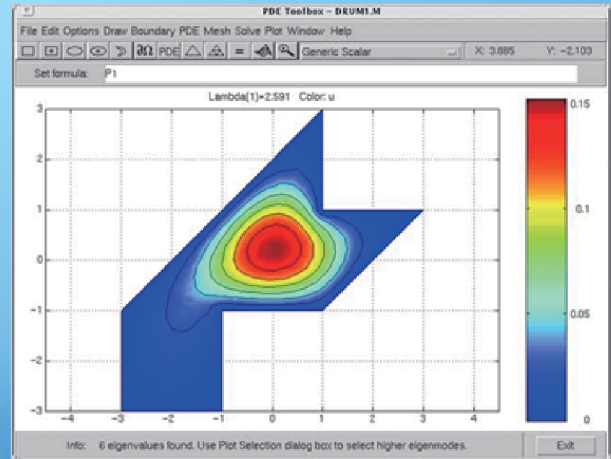 PDE Toolbox - DRUM1.M
File Edit Options Draw Boundary PDE Mesh Solve Plot Window Help
∂Ω PDE = Generic Scalar X: 3.885 Y: -2.103
Set formula: P1
Lambda(1)=2.591 Color: u
3
2
1
0
-1
-2
-3
-4 -3 -2 -1 0 1 2 3 4
0.15
0.1
0.05
0
Info: 6 eigenvalues found. Use Plot Selection dialog box to select higher eigenmodes. Exit